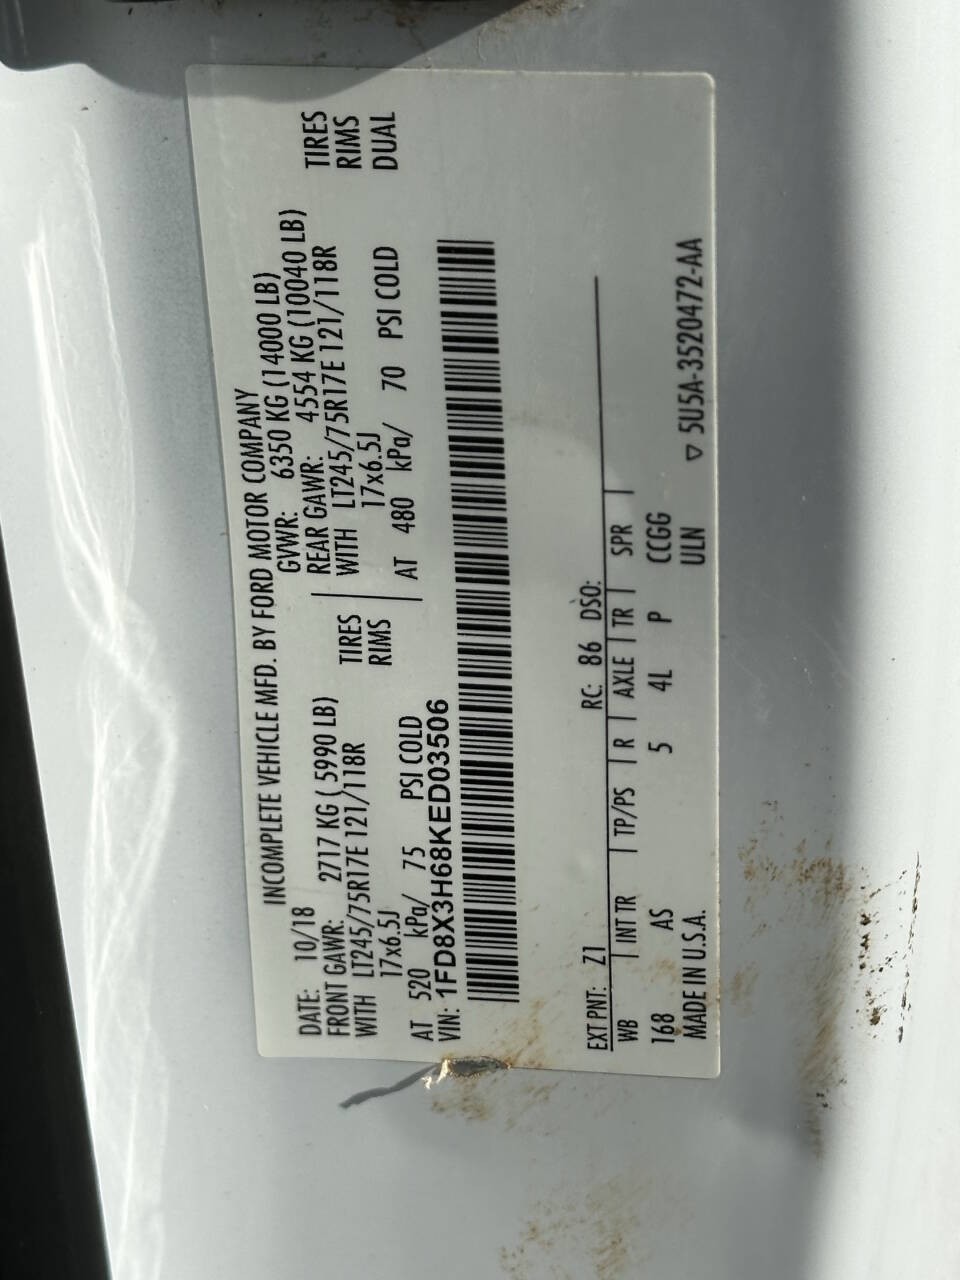 INCOMPLETE VEHICLE MFD. BY FORD MOTOR COMPANY
DATE: 10/18 GVWR: 6350 KG (14000 LB)
FRONT GAWR: 2717 KG ( 5990 LB) REAR GAWR: 4554 KG (10040 LB)
WITH LT245/75R17E 121/118R TIRES WITH LT245/75R17E 121/118R TIRES
17x6.5J RIMS 17x6.5J RIMS
AT 520 kPa/ 75 PSI COLD AT 480 kPa/ 70 PSI COLD DUAL
VIN: 1FD8X3H68KED03506
EXT PNT: Z1 RC: 86 DSO:
WB | INT TR | TP/PS | R | AXLE | TR | SPR |
168 AS 5 4L P CCGG
MADE IN U.S.A. ULN ▽ 5U5A-3520472-AA